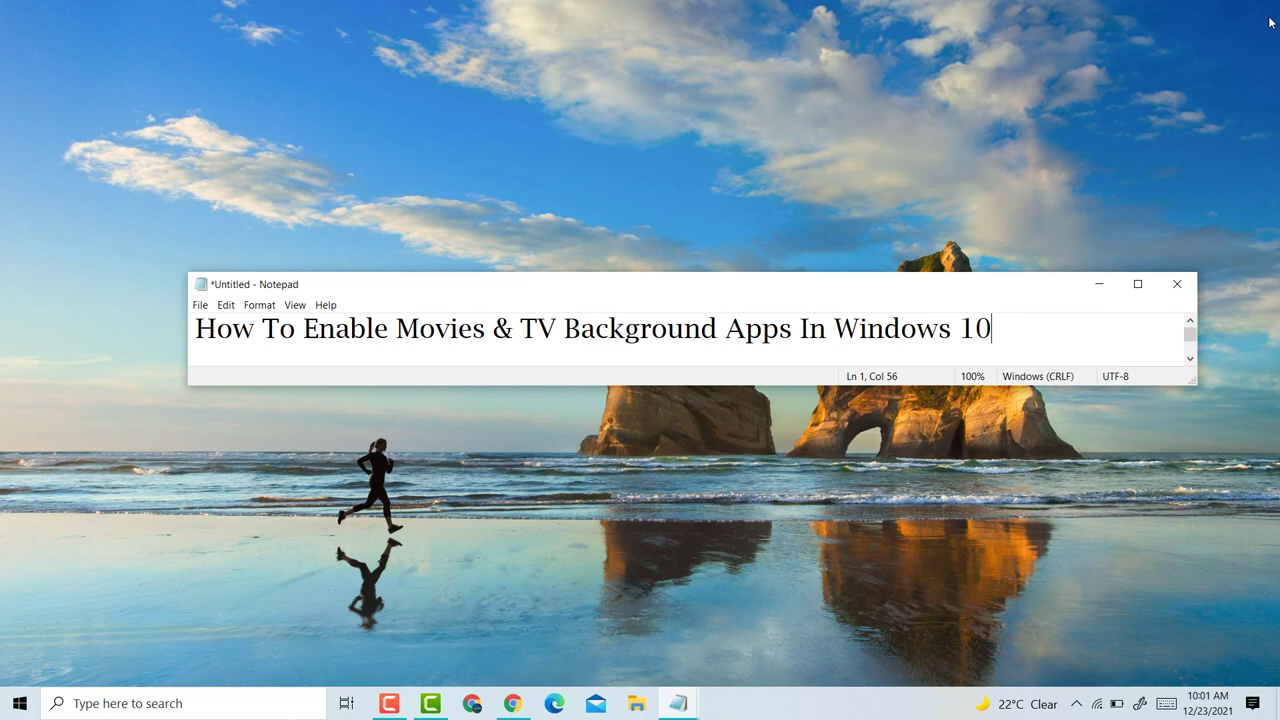 *Untitled - Notepad
File Edit Format View Help
How To Enable Movies & TV Background Apps In Windows 10
Ln 1, Col 56 100% Windows (CRLF) UTF-8
Type here to search
22°C Clear
10:01 AM
12/23/2021